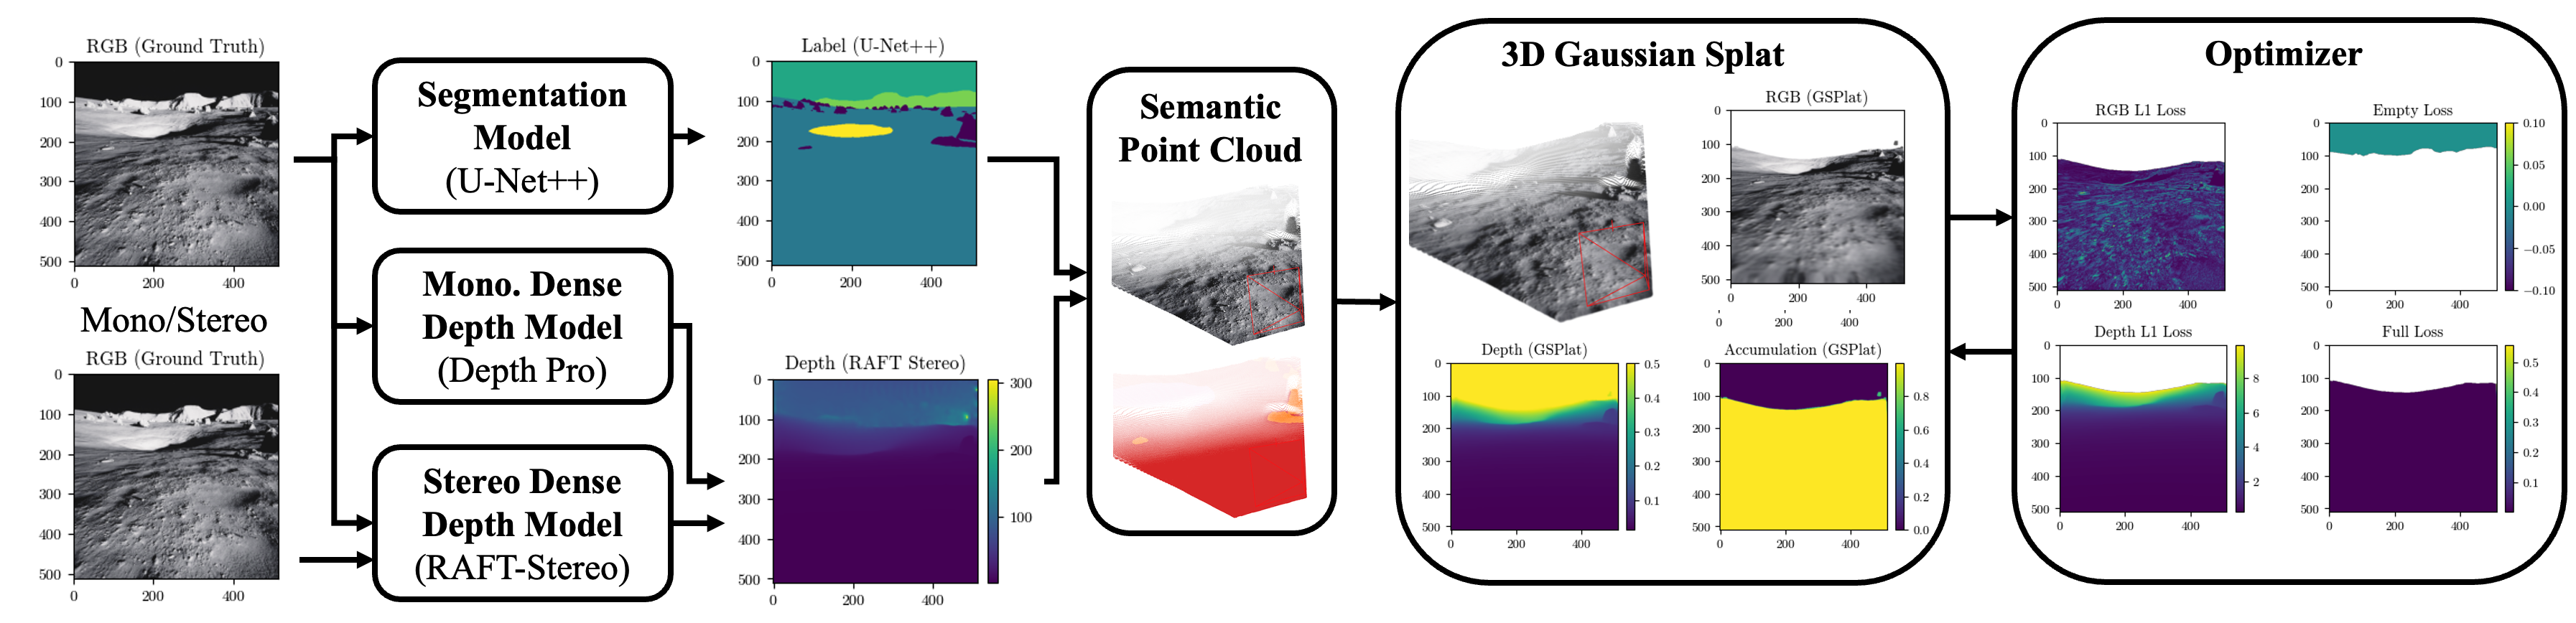 RGB (Ground Truth)
0
100
200
300
400
500
0 200 400
Mono/Stereo
RGB (Ground Truth)
0
100
200
300
400
500
0 200 400
Segmentation
Model
(U-Net++)
Mono. Dense
Depth Model
(Depth Pro)
Stereo Dense
Depth Model
(RAFT-Stereo)
Label (U-Net++)
0
100
200
300
400
500
0 200 400
Depth (RAFT Stereo)
0
100
200
300
400
500
0 200 400
300
200
100
Semantic
Point Cloud
3D Gaussian Splat
RGB (GSPlat)
0
100
200
300
400
500
0 200 400
0 200 400
Depth (GSPlat)
0
100
200
300
400
500
0 200 400
0.5
0.4
0.3
0.2
0.1
Accumulation (GSPlat)
0
100
200
300
400
500
0 200 400
0.8
0.6
0.4
0.2
0.0
Optimizer
RGB L1 Loss
0
100
200
300
400
500
0 200 400
Empty Loss
0
100
200
300
400
500
0 200 400
0.10
0.05
0.00
−0.05
−0.10
Depth L1 Loss
0
100
200
300
400
500
0 200 400
8
6
4
2
Full Loss
0
100
200
300
400
500
0 200 400
0.5
0.4
0.3
0.2
0.1